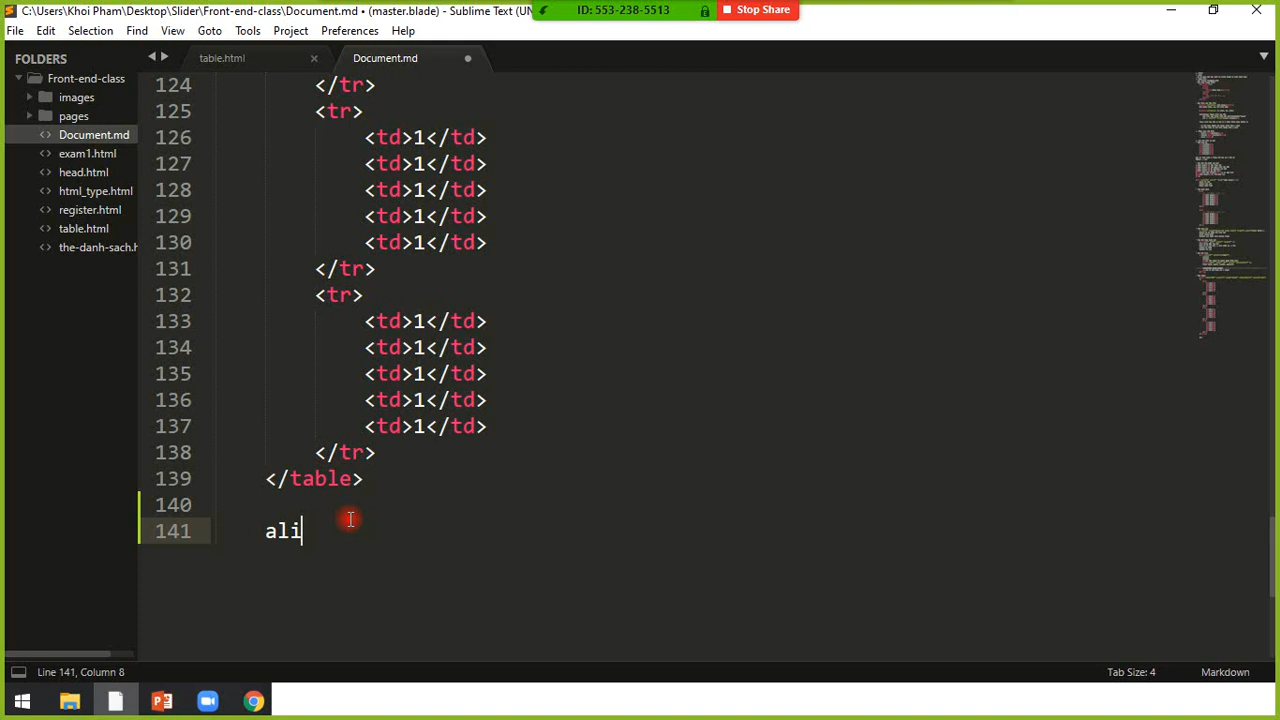 C:\Users\Khoi Pham\Desktop\Slider\Front-end-class\Document.md • (master.blade) - Sublime Text (UN
ID: 553-238-5513
Stop Share
File Edit Selection Find View Goto Tools Project Preferences Help
FOLDERS
Front-end-class
images
pages
Document.md
exam1.html
head.html
html_type.html
register.html
table.html
the-danh-sach.h
table.html
Document.md
124 </tr>
125 <tr>
126 <td>1</td>
127 <td>1</td>
128 <td>1</td>
129 <td>1</td>
130 <td>1</td>
131 </tr>
132 <tr>
133 <td>1</td>
134 <td>1</td>
135 <td>1</td>
136 <td>1</td>
137 <td>1</td>
138 </tr>
139 </table>
140
141 ali
Line 141, Column 8
Tab Size: 4
Markdown